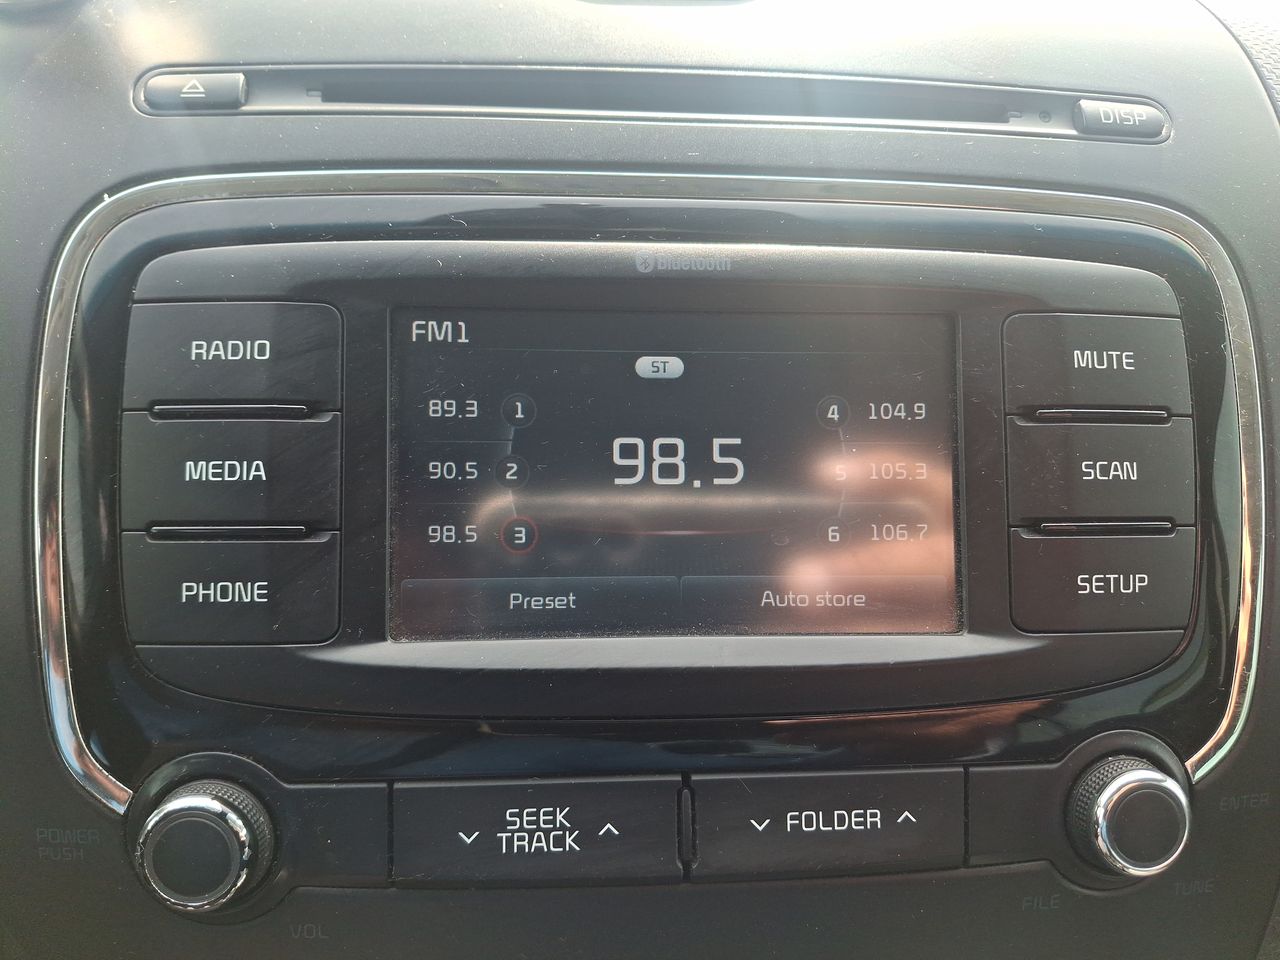 DISP
Bluetooth
RADIO
MEDIA
PHONE
FM1
ST
89.3 1
90.5 2
98.5 3
98.5
4 104.9
5 105.3
6 106.7
Preset
Auto store
MUTE
SCAN
SETUP
POWER
PUSH
VOL
SEEK
TRACK
FOLDER
ENTER
TUNE
FILE